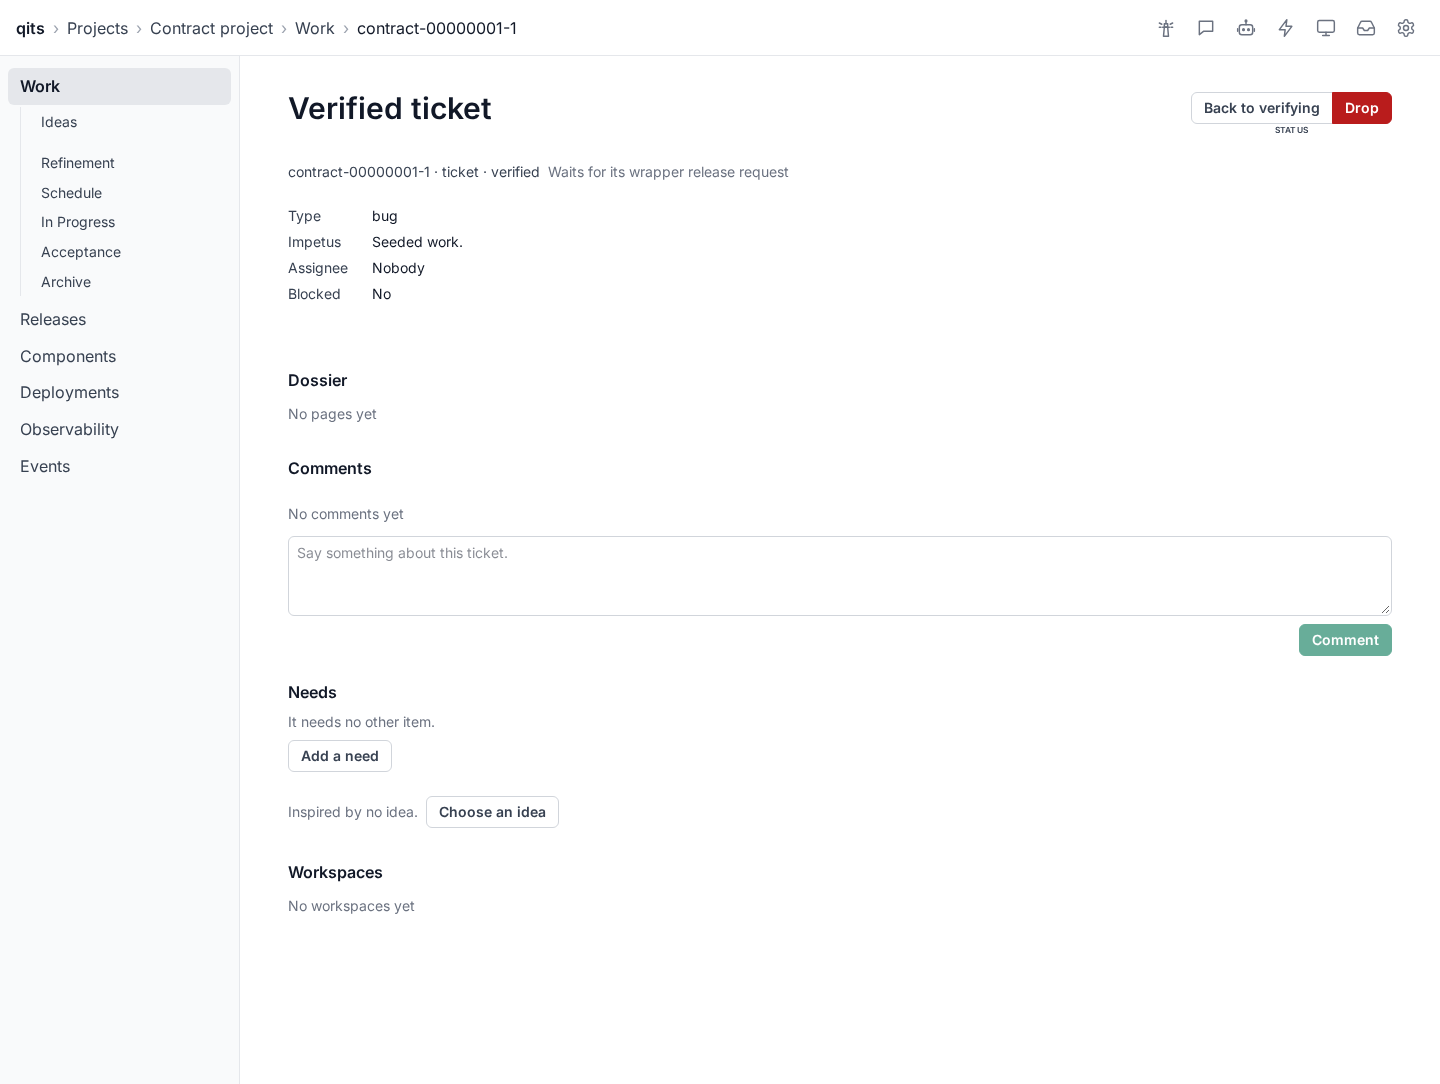 qits › Projects › Contract project › Work › contract-00000001-1
Work
Ideas
Refinement
Schedule
In Progress
Acceptance
Archive
Releases
Components
Deployments
Observability
Events
Verified ticket
Back to verifying
Drop
STATUS
contract-00000001-1 · ticket · verified Waits for its wrapper release request
Type bug
Impetus Seeded work.
Assignee Nobody
Blocked No
Dossier
No pages yet
Comments
No comments yet
Say something about this ticket.
Comment
Needs
It needs no other item.
Add a need
Inspired by no idea. Choose an idea
Workspaces
No workspaces yet